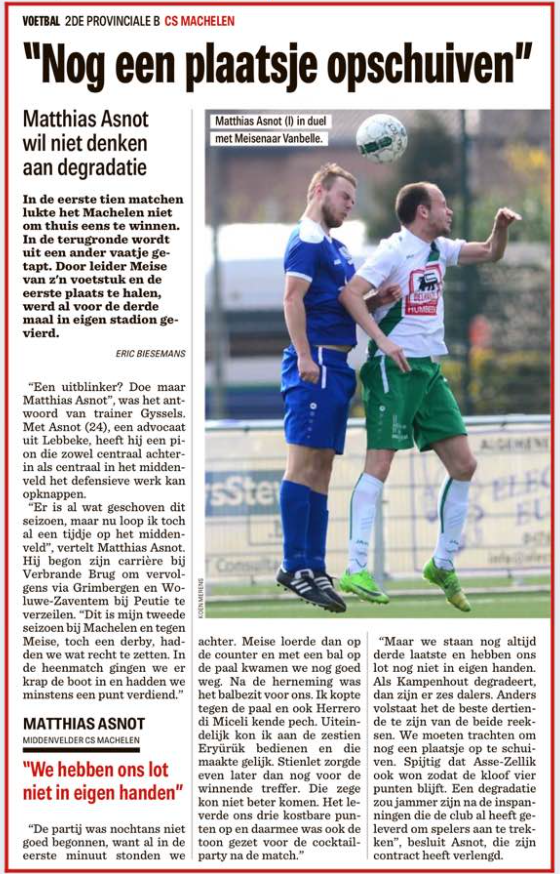 VOETBAL 2DE PROVINCIALE B CS MACHELEN
"Nog een plaatsje opschuiven"
Matthias Asnot
wil niet denken
aan degradatie
In de eerste tien matchen
lukte het Machelen niet
om thuis eens te winnen.
In de terugronde wordt
uit een ander vaatje ge-
tapt. Door leider Meise
van z'n voetstuk en de
eerste plaats te halen,
werd al voor de derde
maal in eigen stadion ge-
vierd.
ERIC BIESEMANS
"Een uitblinker? Doe maar
Matthias Asnot", was het ant-
woord van trainer Gyssels.
Met Asnot (24), een advocaat
uit Lebbeke, heeft hij een pi-
on die zowel centraal achter-
in als centraal in het midden-
veld het defensieve werk kan
opknappen.
"Er is al wat geschoven dit
seizoen, maar nu loop ik toch
al een tijdje op het midden-
veld", vertelt Matthias Asnot.
Hij begon zijn carrière bij
Verbrande Brug om vervol-
gens via Grimbergen en Wo-
luwe-Zaventem bij Peutie te
verzeilen. "Dit is mijn tweede
seizoen bij Machelen en tegen
Meise, toch een derby, had-
den we wat recht te zetten. In
de heenmatch gingen we er
krap de boot in en hadden we
minstens een punt verdiend."
MATTHIAS ASNOT
MIDDENVELDER CS MACHELEN
"We hebben ons lot
niet in eigen handen"
"De partij was nochtans niet
goed begonnen, want al in de
eerste minuut stonden we
Matthias Asnot (l) in duel
met Meisenaar Vanbelle.
DELHAIZE
HUMBEEK
ALGEMENE
Consulta
KOEN MERENS
achter. Meise loerde dan op
de counter en met een bal op
de paal kwamen we nog goed
weg. Na de herneming was
het balbezit voor ons. Ik kopte
tegen de paal en ook Herrero
di Miceli kende pech. Uitein-
delijk kon ik aan de zestien
Eryürük bedienen en die
maakte gelijk. Stienlet zorgde
even later dan nog voor de
winnende treffer. Die zege
kon niet beter komen. Het le-
verde ons drie kostbare pun-
ten op en daarmee was ook de
toon gezet voor de cocktail-
party na de match."
"Maar we staan nog altijd
derde laatste en hebben ons
lot nog niet in eigen handen.
Als Kampenhout degradeert,
dan zijn er zes dalers. Anders
volstaat het de beste dertien-
de te zijn van de beide reek-
sen. We moeten trachten om
nog een plaatsje op te schui-
ven. Spijtig dat Asse-Zellik
ook won zodat de kloof vier
punten blijft. Een degradatie
zou jammer zijn na de inspan-
ningen die de club al heeft ge-
leverd om spelers aan te trek-
ken", besluit Asnot, die zijn
contract heeft verlengd.